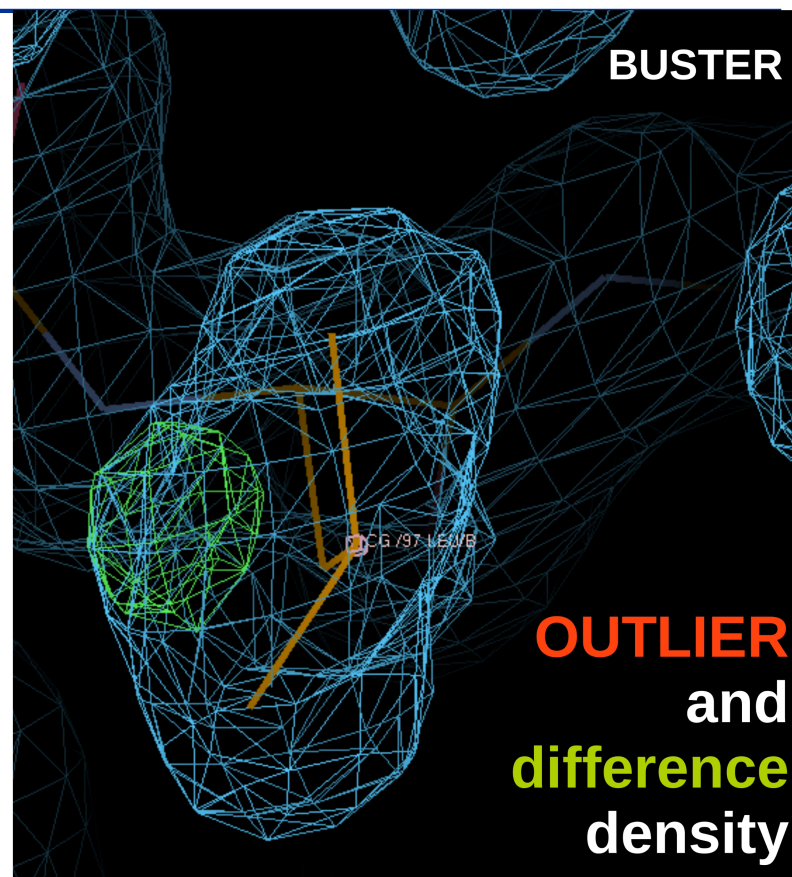 BUSTER
CG /97 LEU/B
OUTLIER
and
difference
density